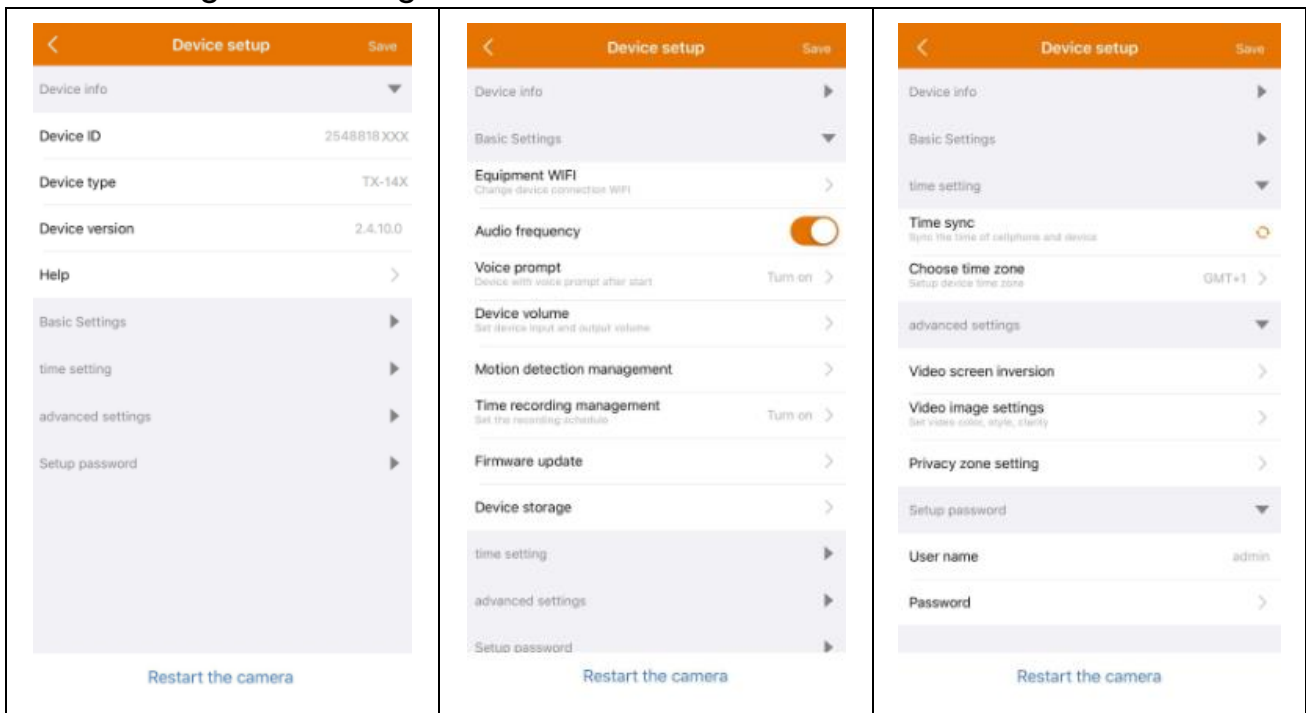 Device setup Save
Device info
Device ID 2548818XXX
Device type TX-14X
Device version 2.4.10.0
Help
Basic Settings
time setting
advanced settings
Setup password
Restart the camera
Device setup Save
Device info
Basic Settings
Equipment WIFI
Change device connection WIFI
Audio frequency
Voice prompt
Device with voice prompt after start
Turn on
Device volume
Set device input and output volume
Motion detection management
Time recording management
Set the recording schedule
Turn on
Firmware update
Device storage
time setting
advanced settings
Setup password
Restart the camera
Device setup Save
Device info
Basic Settings
time setting
Time sync
Sync the time of cellphone and device
Choose time zone
Setup device time zone
GMT+1
advanced settings
Video screen inversion
Video image settings
Set video color, style, clarity
Privacy zone setting
Setup password
User name admin
Password
Restart the camera